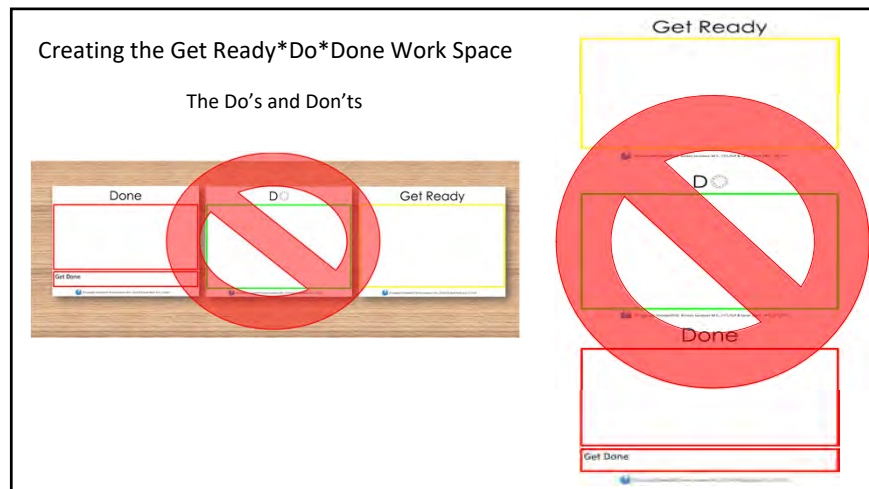 Creating the Get Ready*Do*Done Work Space
The Do's and Don'ts
Done
Do
Get Ready
Get Done
Get Ready
Do
Done
Get Done